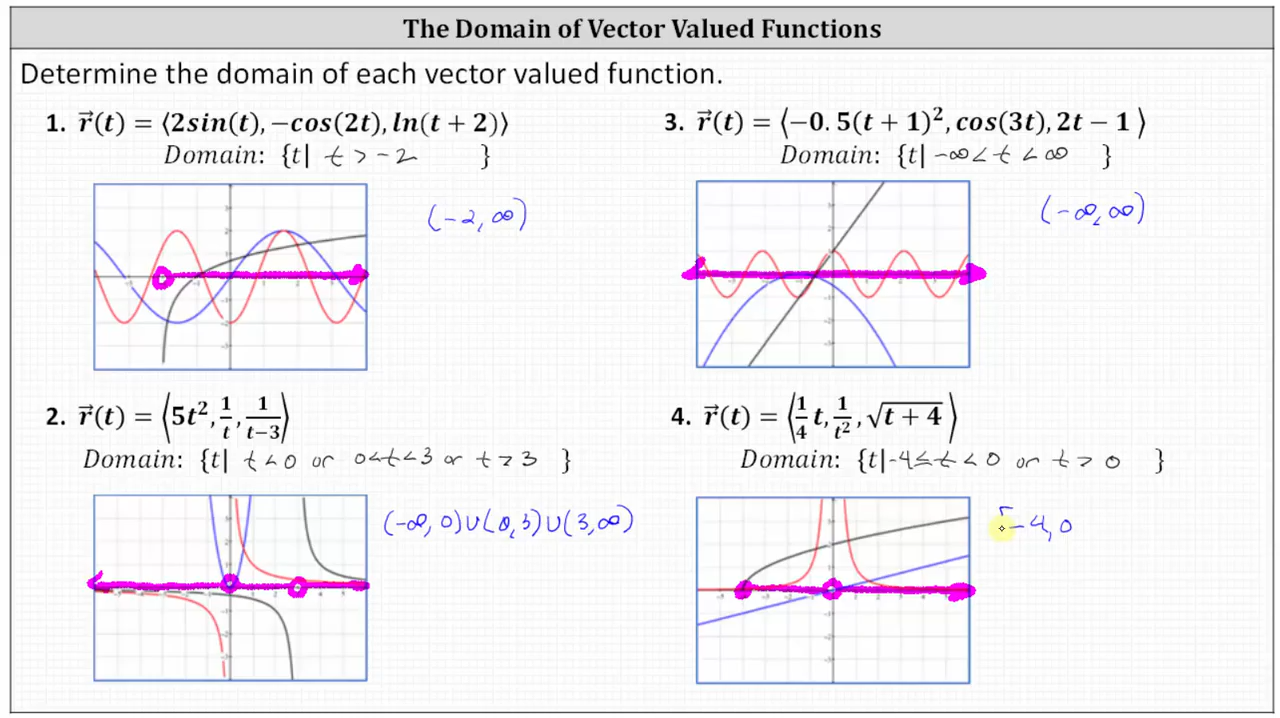 The Domain of Vector Valued Functions
Determine the domain of each vector valued function.
1. r⃗(t) = ⟨2sin(t), −cos(2t), ln(t + 2)⟩
Domain: {t| t > -2 }
(-2, ∞)
2. r⃗(t) = ⟨5t², 1/t, 1/(t−3)⟩
Domain: {t| t < 0 or 0<t<3 or t > 3 }
(-∞, 0)∪(0, 3)∪(3, ∞)
3. r⃗(t) = ⟨−0.5(t + 1)², cos(3t), 2t − 1⟩
Domain: {t| -∞ < t < ∞ }
(-∞, ∞)
4. r⃗(t) = ⟨1/4 t, 1/t², √(t + 4)⟩
Domain: {t| -4 ≤ t < 0 or t > 0 }
[-4, 0